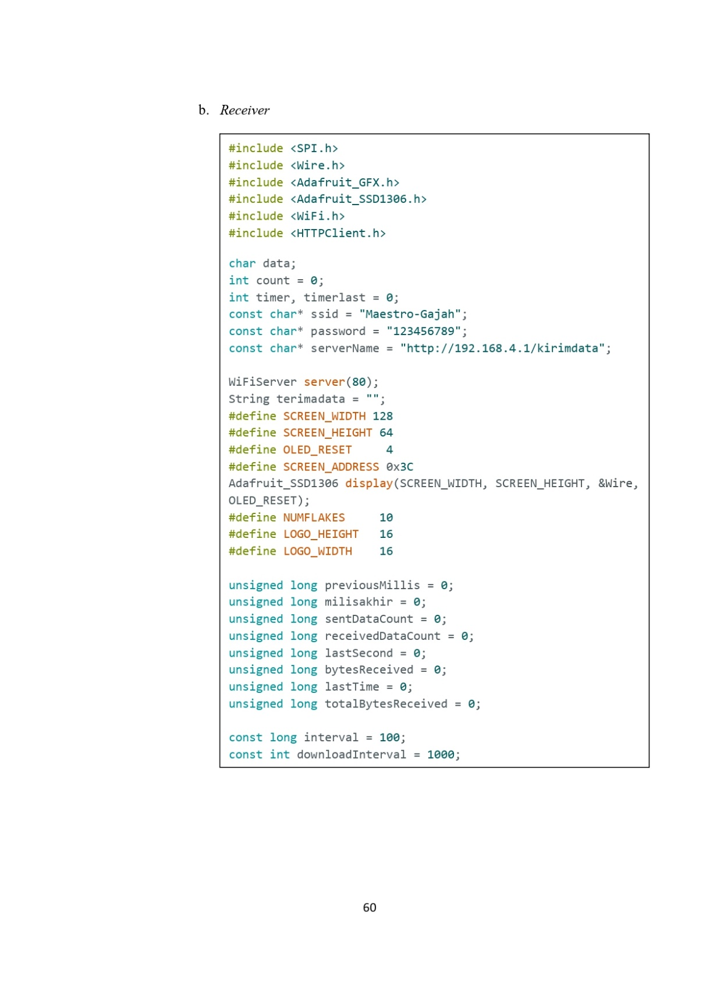 b. Receiver
#include <SPI.h>
#include <Wire.h>
#include <Adafruit_GFX.h>
#include <Adafruit_SSD1306.h>
#include <WiFi.h>
#include <HTTPClient.h>
char data;
int count = 0;
int timer, timerlast = 0;
const char* ssid = "Maestro-Gajah";
const char* password = "123456789";
const char* serverName = "http://192.168.4.1/kirimdata";
WiFiServer server(80);
String terimadata = "";
#define SCREEN_WIDTH 128
#define SCREEN_HEIGHT 64
#define OLED_RESET     4
#define SCREEN_ADDRESS 0x3C
Adafruit_SSD1306 display(SCREEN_WIDTH, SCREEN_HEIGHT, &Wire,
OLED_RESET);
#define NUMFLAKES     10
#define LOGO_HEIGHT   16
#define LOGO_WIDTH    16
unsigned long previousMillis = 0;
unsigned long milisakhir = 0;
unsigned long sentDataCount = 0;
unsigned long receivedDataCount = 0;
unsigned long lastSecond = 0;
unsigned long bytesReceived = 0;
unsigned long lastTime = 0;
unsigned long totalBytesReceived = 0;
const long interval = 100;
const int downloadInterval = 1000;
60